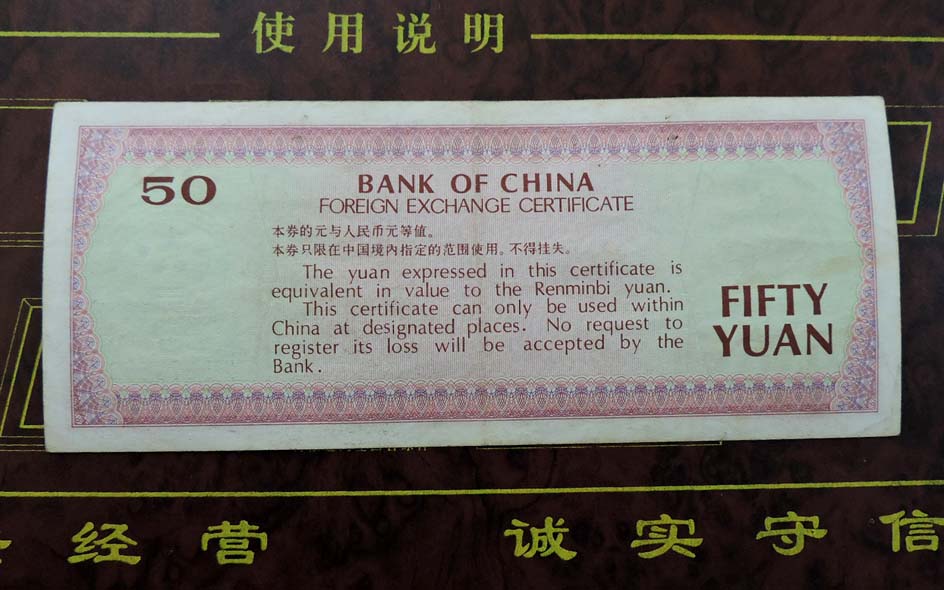 使用说明
50
BANK OF CHINA
FOREIGN EXCHANGE CERTIFICATE
本券的元与人民币元等値。
本券只限在中国境内指定的范围使用。不得挂失。
The yuan expressed in this certificate is
equivalent in value to the Renminbi yuan.
This certificate can only be used within
China at designated places. No request to
register its loss will be accepted by the
Bank.
FIFTY
YUAN
经营 诚实守信